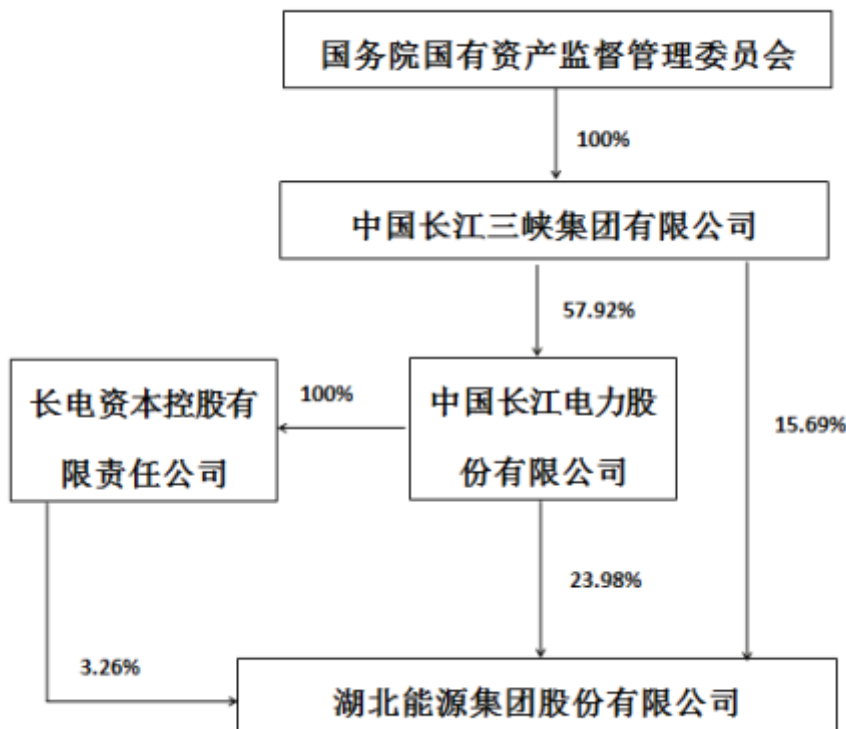 国务院国有资产监督管理委员会
100%
中国长江三峡集团有限公司
57.92%
长电资本控股有
限责任公司
100%
中国长江电力股
份有限公司
15.69%
23.98%
3.26%
湖北能源集团股份有限公司